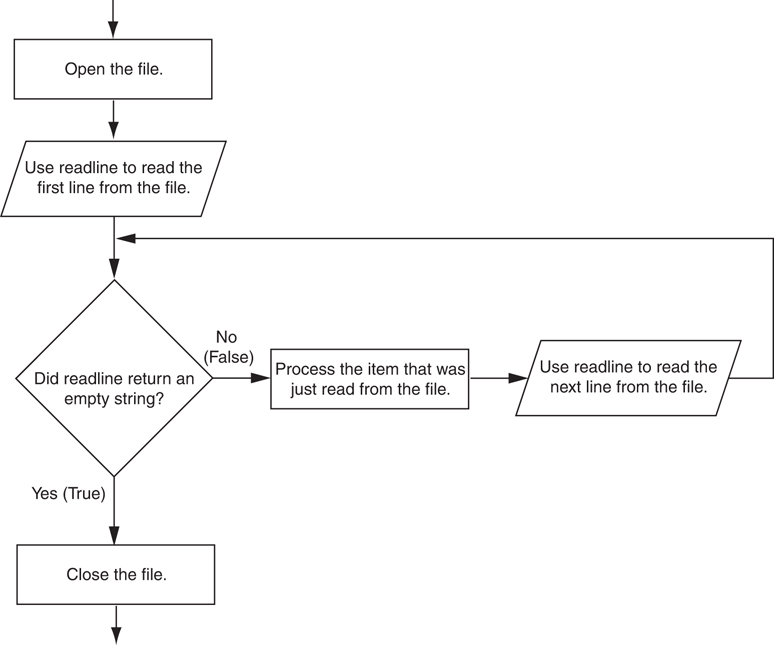 Open the file.
Use readline to read the
first line from the file.
No
(False)
Did readline return an
empty string?
Process the item that was
just read from the file.
Use readline to read the
next line from the file.
Yes (True)
Close the file.